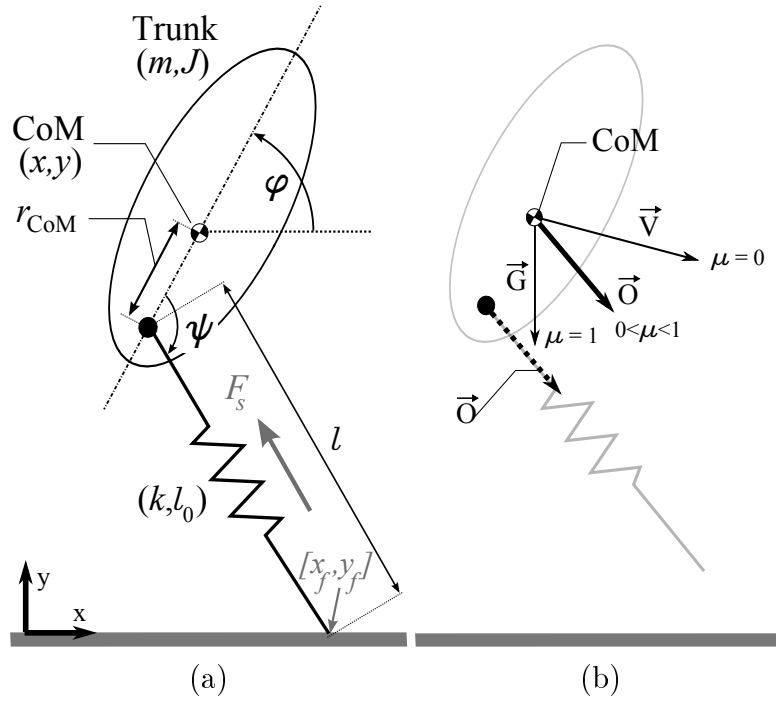 Trunk
(m,J)
CoM
(x,y)
r_CoM
φ
ψ
F_s
l
(k,l_0)
[x_f,y_f]
y
x
(a)
CoM
V⃗
μ = 0
G⃗
O⃗
0<μ<1
μ = 1
O⃗
(b)